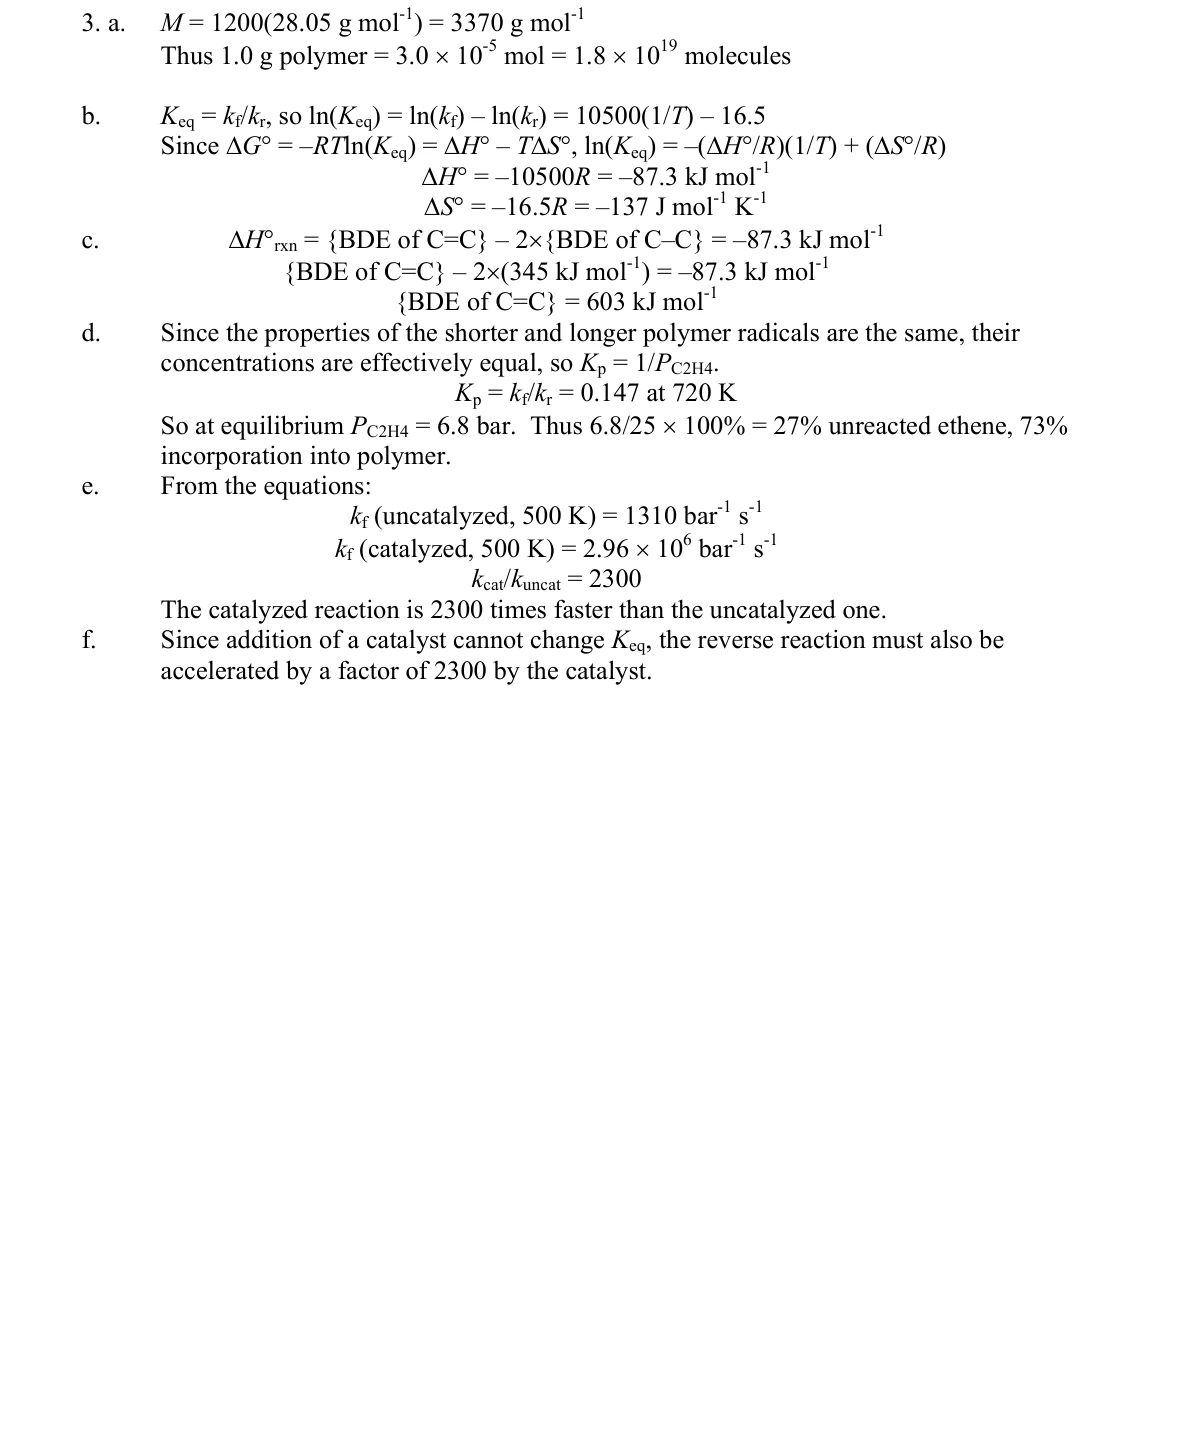 3. a. M = 1200(28.05 g mol⁻¹) = 3370 g mol⁻¹
Thus 1.0 g polymer = 3.0 × 10⁻⁵ mol = 1.8 × 10¹⁹ molecules
b. K_eq = k_f/k_r, so ln(K_eq) = ln(k_f) – ln(k_r) = 10500(1/T) – 16.5
Since ΔG° = –RTln(K_eq) = ΔH° – TΔS°, ln(K_eq) = –(ΔH°/R)(1/T) + (ΔS°/R)
ΔH° = –10500R = –87.3 kJ mol⁻¹
ΔS° = –16.5R = –137 J mol⁻¹ K⁻¹
c. ΔH°_rxn = {BDE of C=C} – 2×{BDE of C–C} = –87.3 kJ mol⁻¹
{BDE of C=C} – 2×(345 kJ mol⁻¹) = –87.3 kJ mol⁻¹
{BDE of C=C} = 603 kJ mol⁻¹
d. Since the properties of the shorter and longer polymer radicals are the same, their
concentrations are effectively equal, so K_p = 1/P_C2H4.
K_p = k_f/k_r = 0.147 at 720 K
So at equilibrium P_C2H4 = 6.8 bar. Thus 6.8/25 × 100% = 27% unreacted ethene, 73%
incorporation into polymer.
e. From the equations:
k_f (uncatalyzed, 500 K) = 1310 bar⁻¹ s⁻¹
k_f (catalyzed, 500 K) = 2.96 × 10⁶ bar⁻¹ s⁻¹
k_cat/k_uncat = 2300
The catalyzed reaction is 2300 times faster than the uncatalyzed one.
f. Since addition of a catalyst cannot change K_eq, the reverse reaction must also be
accelerated by a factor of 2300 by the catalyst.